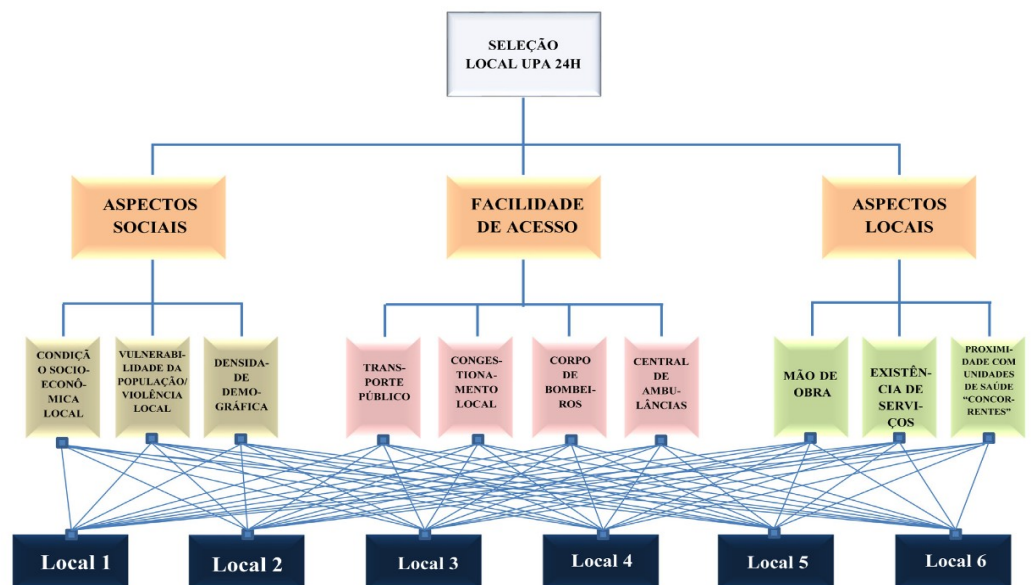 SELEÇÃO
LOCAL UPA 24H
ASPECTOS
SOCIAIS
FACILIDADE
DE ACESSO
ASPECTOS
LOCAIS
CONDIÇÃ
O SOCIO-
ECONÔ-
MICA
LOCAL
VULNERABI-
LIDADE DA
POPULAÇÃO/
VIOLÊNCIA
LOCAL
DENSIDA-
DE DEMO-
GRÁFICA
TRANS-
PORTE
PÚBLICO
CONGES-
TIONA-
MENTO
LOCAL
CORPO
DE
BOMBEI-
ROS
CENTRAL
DE
AMBU-
LÂNCIAS
MÃO DE
OBRA
EXISTÊN-
CIA DE
SERVI-
ÇOS
PROXIMI-
DADE COM
UNIDADES
DE SAÚDE
“CONCOR-
RENTES”
Local 1
Local 2
Local 3
Local 4
Local 5
Local 6